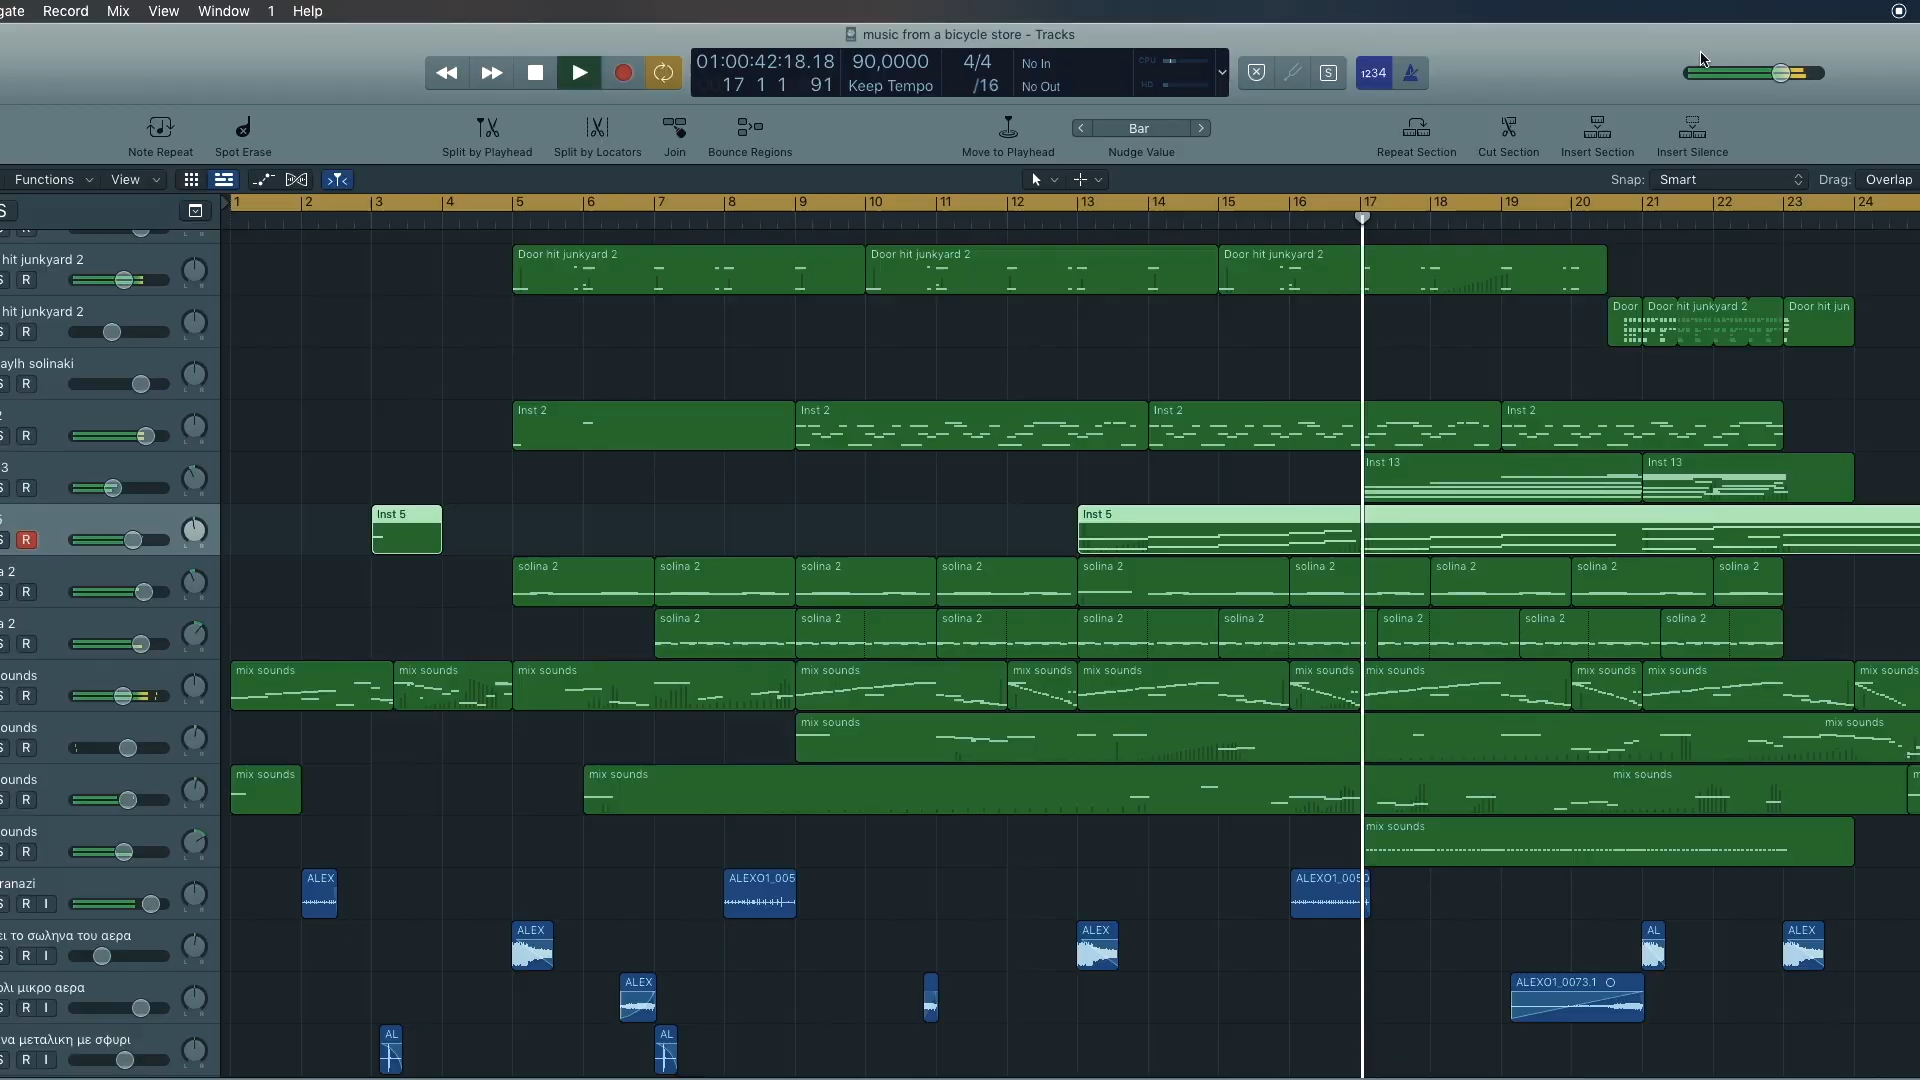 gate Record Mix View Window 1 Help
music from a bicycle store - Tracks
01:00:42:18.18 90,0000 4/4 No In CPU
17 1 1 91 Keep Tempo /16 No Out HD
S 1234
Note Repeat Spot Erase Split by Playhead Split by Locators Join Bounce Regions Move to Playhead Bar Nudge Value Repeat Section Cut Section Insert Section Insert Silence
Functions View Snap: Smart Drag: Overlap
S 1 2 3 4 5 6 7 8 9 10 11 12 13 14 15 16 17 18 19 20 21 22 23 24
hit junkyard 2 Door hit junkyard 2 Door hit junkyard 2 Door hit junkyard 2
S R
hit junkyard 2 Door Door hit junkyard 2 Door hit jun
S R
aylh solinaki
S R
2 Inst 2 Inst 2 Inst 2 Inst 2
S R
3 Inst 13 Inst 13
S R
5 Inst 5 Inst 5
S R
a 2 solina 2 solina 2 solina 2 solina 2 solina 2 solina 2 solina 2 solina 2 solina 2
S R
a 2 solina 2 solina 2 solina 2 solina 2 solina 2 solina 2 solina 2 solina 2
S R
ounds mix sounds mix sounds mix sounds mix sounds mix sounds mix sounds mix sounds mix sounds mix sounds mix sounds mix sounds
S R
ounds mix sounds mix sounds
S R
ounds mix sounds mix sounds mix sounds m
S R
ounds mix sounds
S R
ranazi ALEX ALEXO1_005 ALEXO1_0050
S R I
ει το σωληνα του αερα ALEX ALEX AL ALEX
S R I
ολι μικρο αερα ALEX ALEXO1_0073.1
S R I
να μεταλικη με σφυρι AL AL
S R I